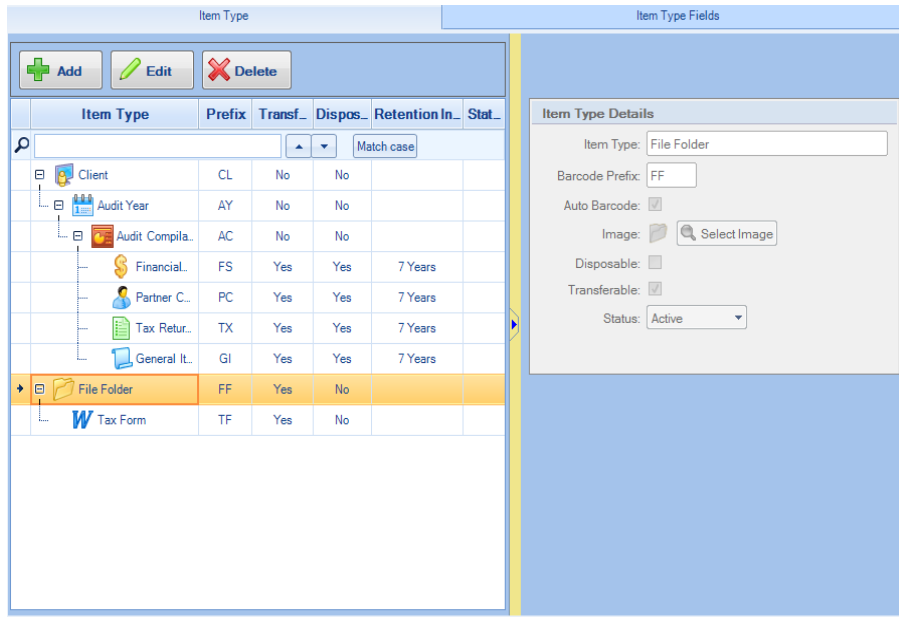 Item Type
Item Type Fields
Add Edit Delete
Item Type Prefix Transf... Dispos... Retention In... Stat...
Match case
Client CL No No
Audit Year AY No No
Audit Compila.. AC No No
Financial.. FS Yes Yes 7 Years
Partner C... PC Yes Yes 7 Years
Tax Retur... TX Yes Yes 7 Years
General It... GI Yes Yes 7 Years
File Folder FF Yes No
W Tax Form TF Yes No
Item Type Details
Item Type: File Folder
Barcode Prefix: FF
Auto Barcode:
Image: Select Image
Disposable:
Transferable:
Status: Active